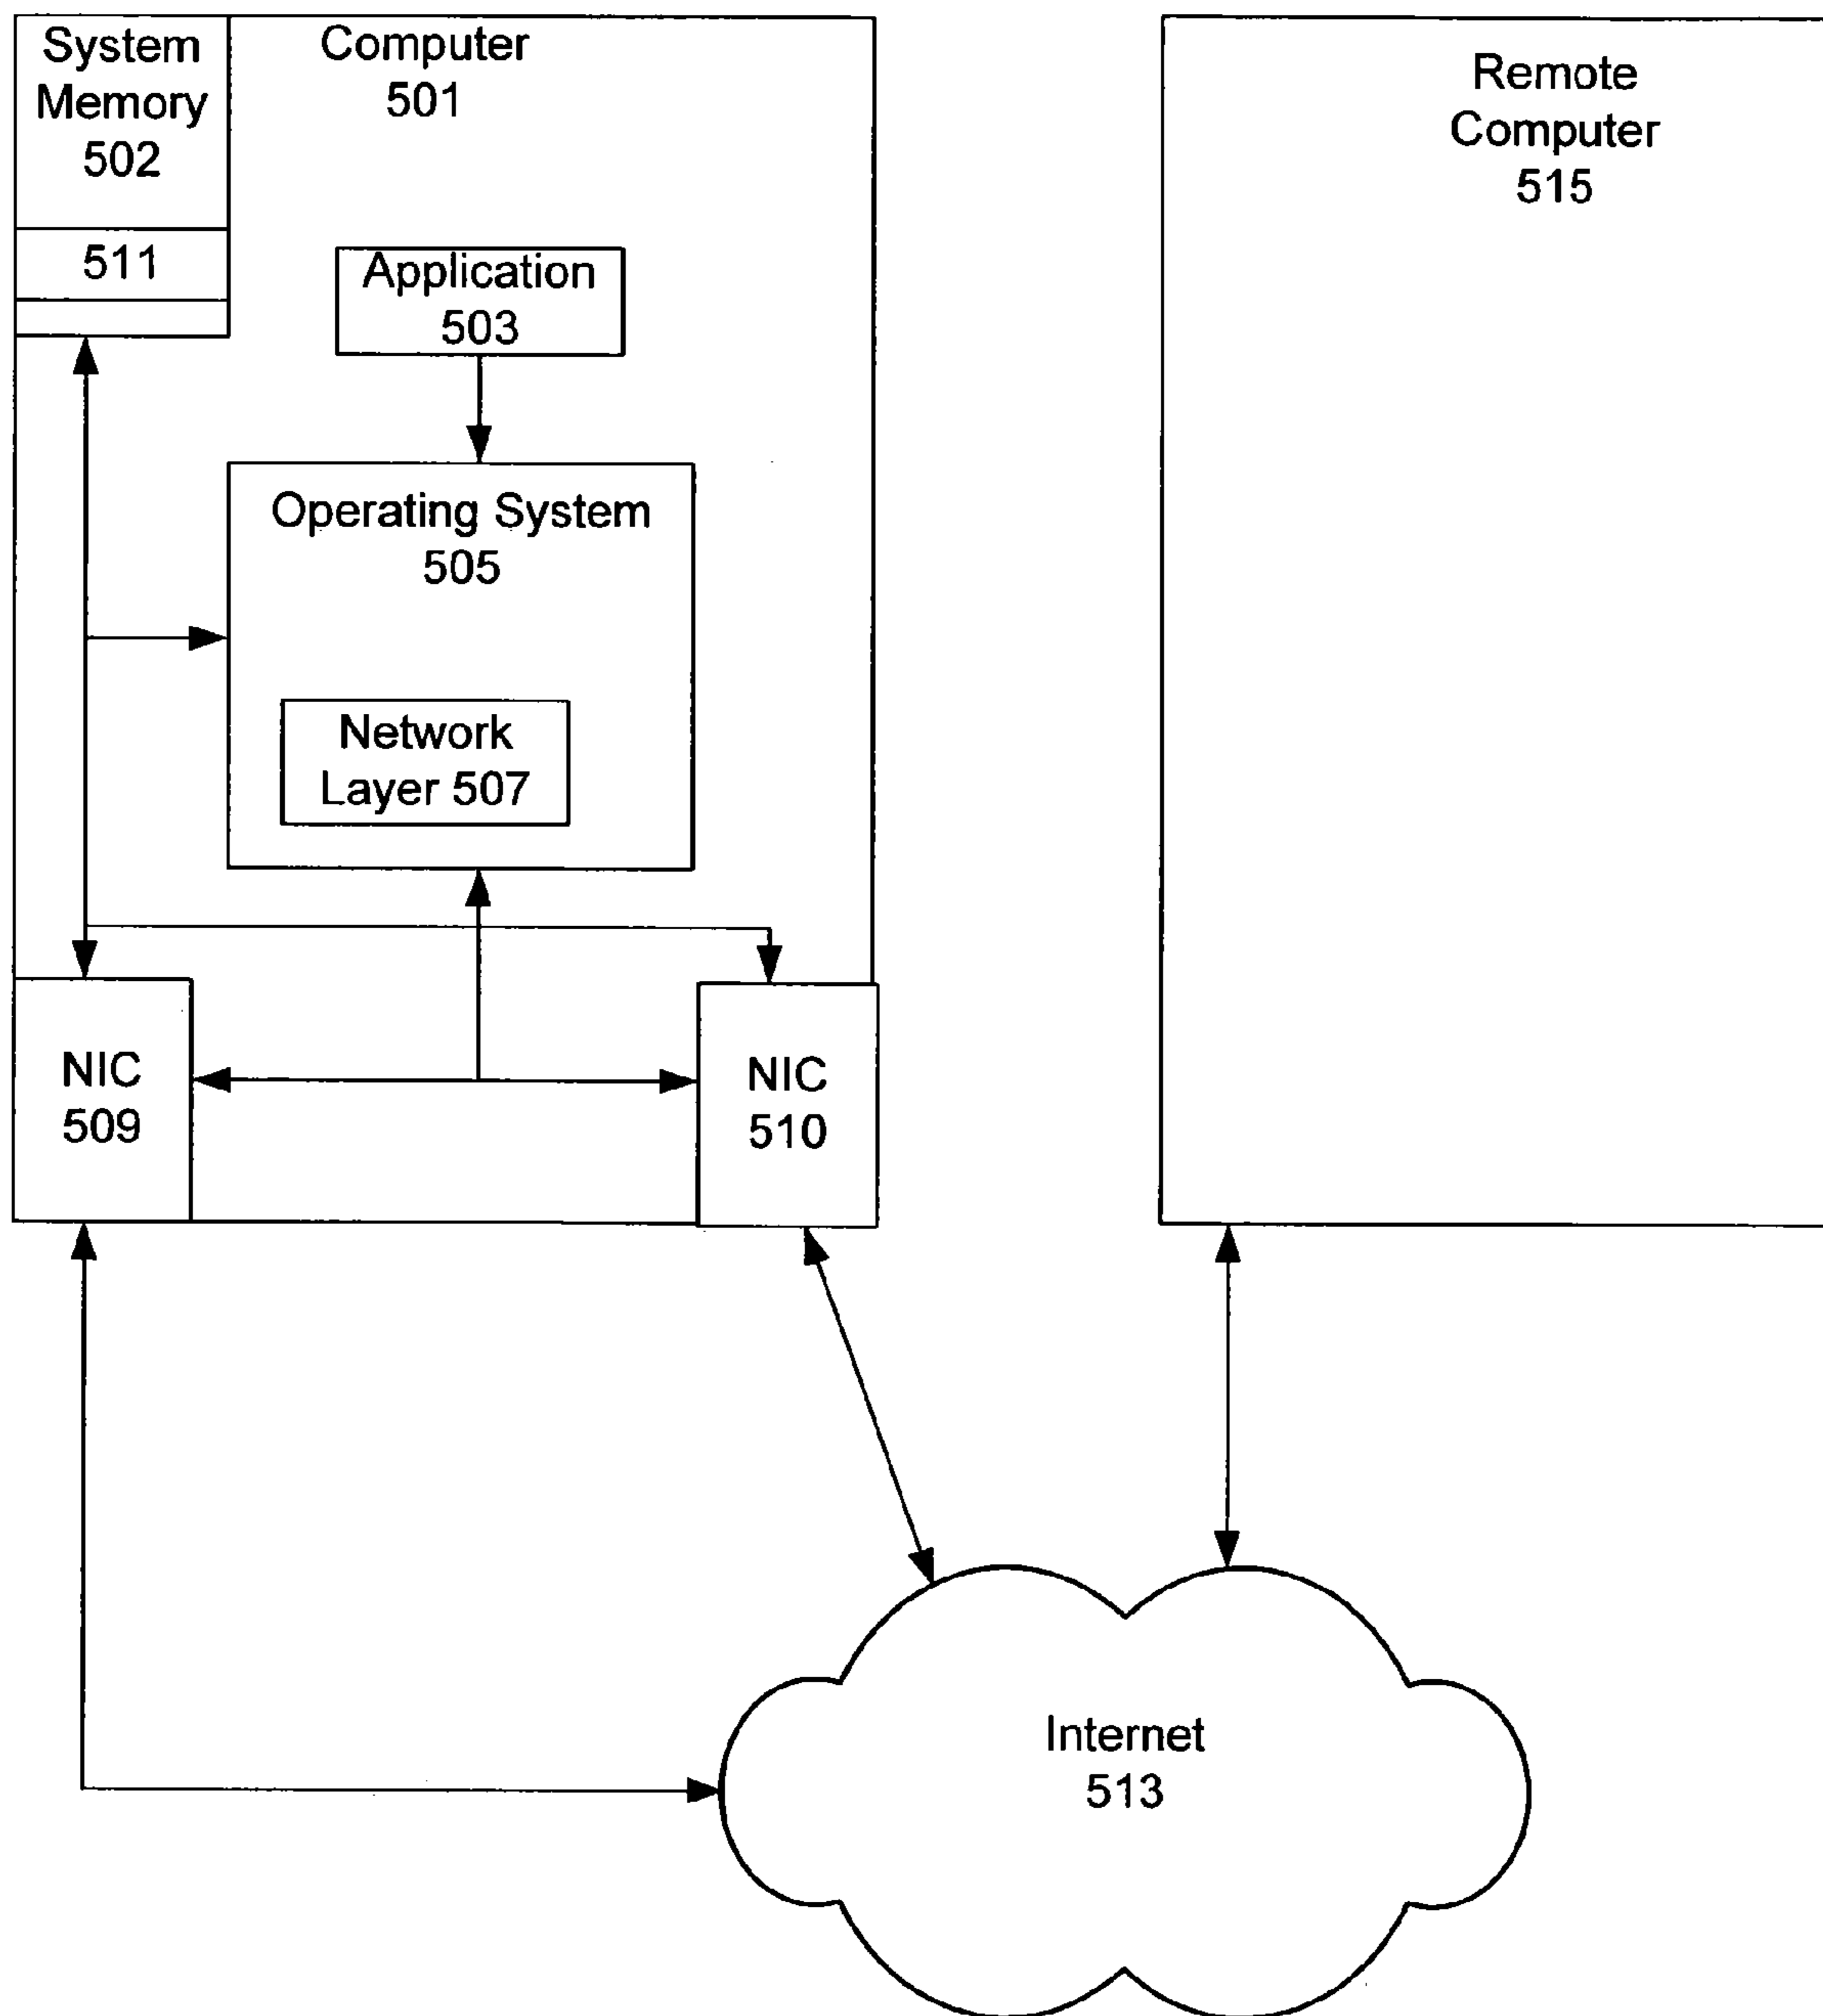 System
Memory
502
511
Computer
501
Application
503
Operating System
505
Network
Layer 507
NIC
509
NIC
510
Remote
Computer
515
Internet
513